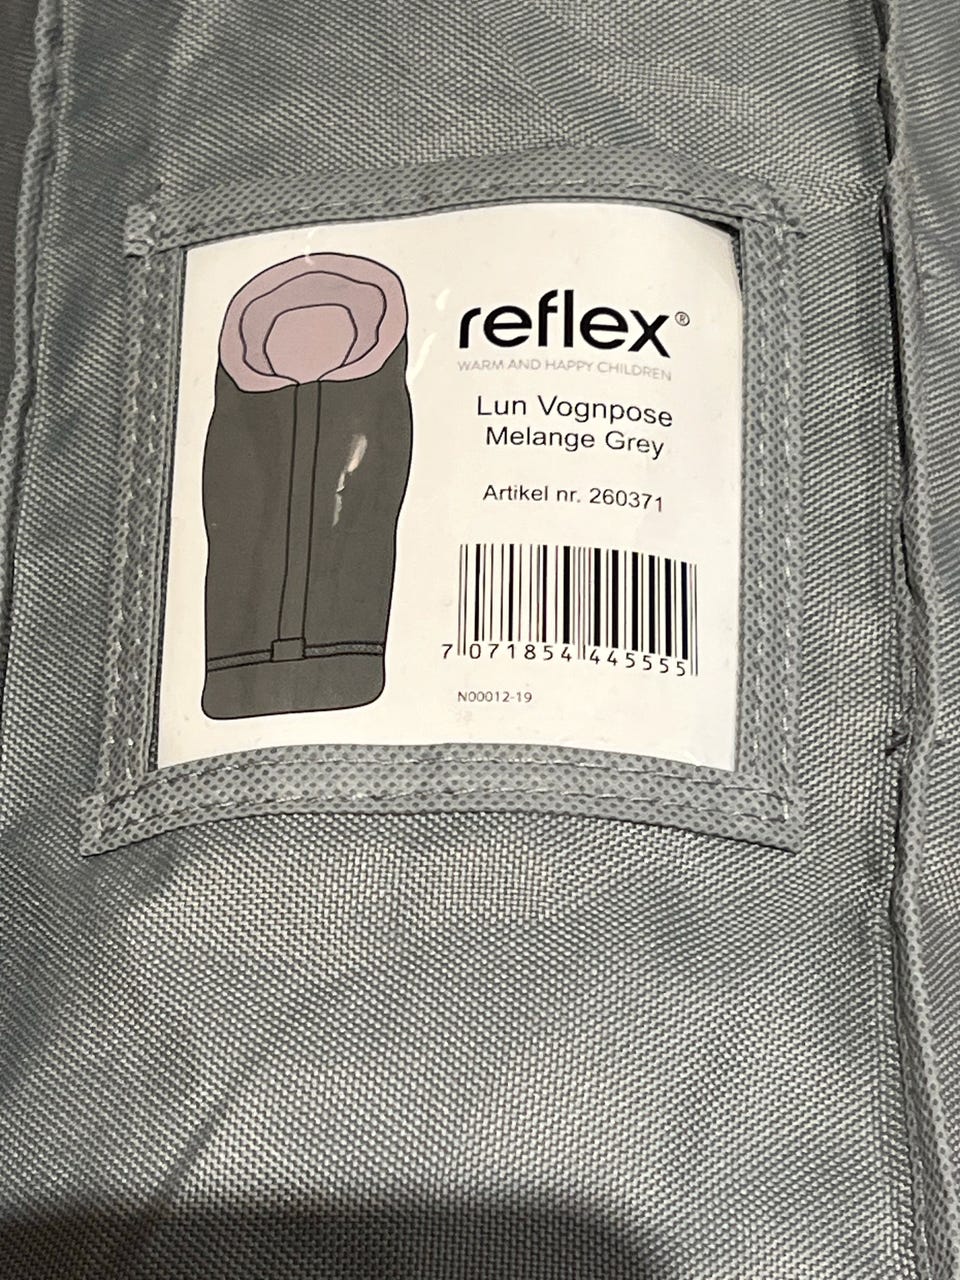 reflex®
WARM AND HAPPY CHILDREN
Lun Vognpose
Melange Grey
Artikel nr. 260371
7 071854 445555
N00012-19